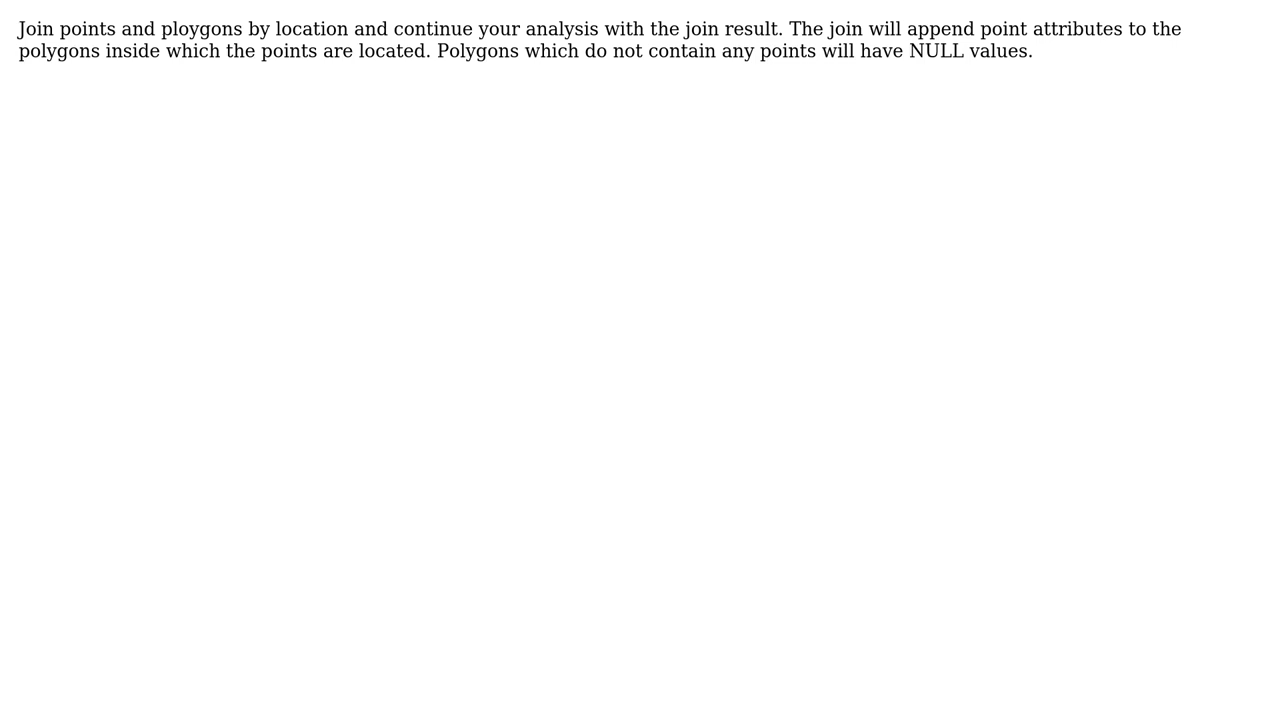 Join points and ploygons by location and continue your analysis with the join result. The join will append point attributes to the
polygons inside which the points are located. Polygons which do not contain any points will have NULL values.